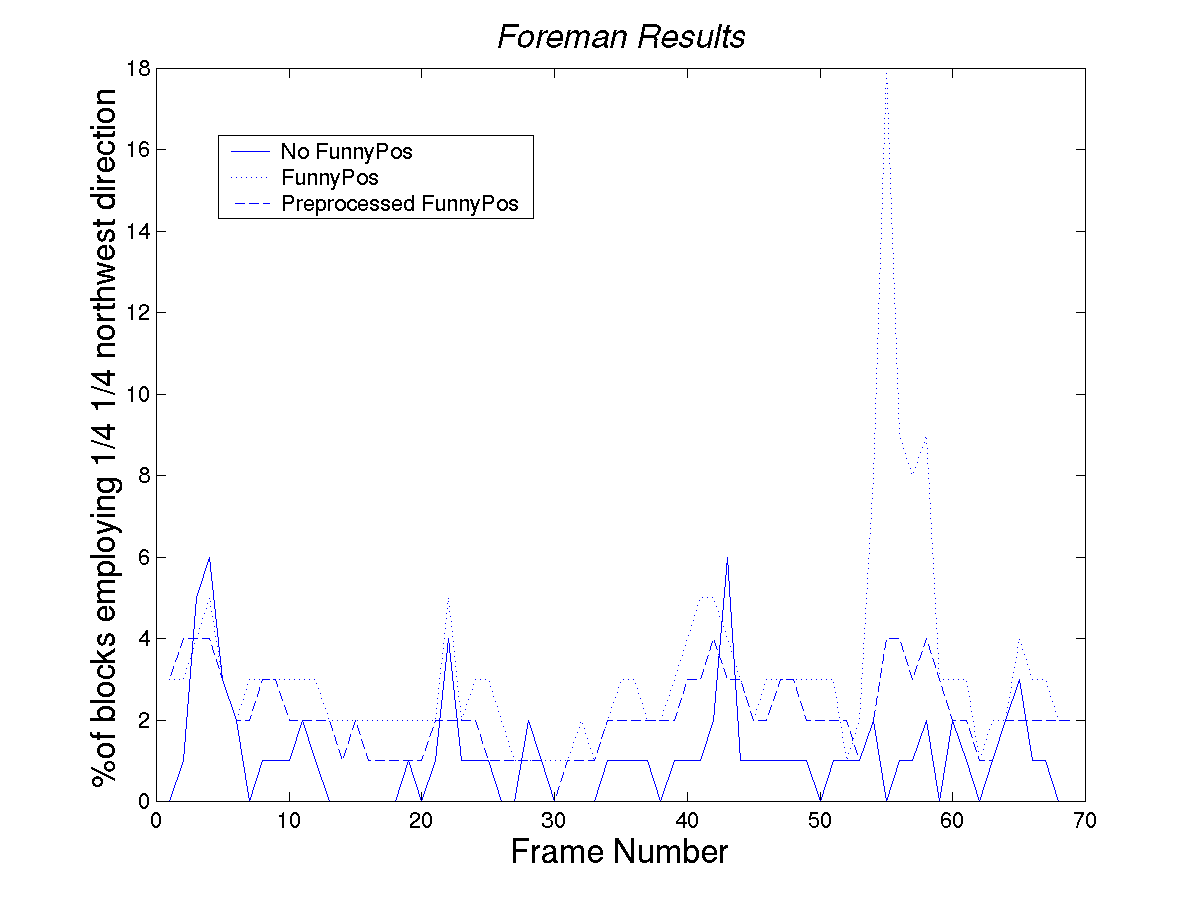 Foreman Results
18
16
14
12
10
8
6
4
2
0
%of blocks employing 1/4 1/4 northwest direction
No FunnyPos
FunnyPos
Preprocessed FunnyPos
0 10 20 30 40 50 60 70
Frame Number